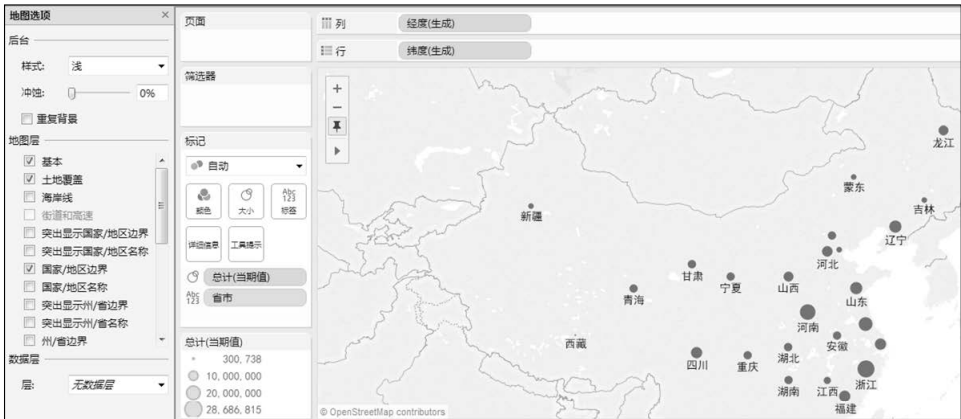 地图选项
后台
样式: 浅
冲蚀: 0%
重复背景
地图层
基本
土地覆盖
海岸线
街道和高速
突出显示国家/地区边界
突出显示国家/地区名称
国家/地区边界
国家/地区名称
突出显示州/省边界
突出显示州/省名称
州/省边界
数据层
层: 无数据层
页面
筛选器
标记
自动
颜色
大小
Abc
123
标签
详细信息
工具提示
总计(当期值)
Abc
123
省市
总计(当期值)
300, 738
10, 000, 000
20, 000, 000
28, 686, 815
列 经度(生成)
行 纬度(生成)
龙江
蒙东
吉林
新疆
辽宁
河北
甘肃
宁夏
山西
青海
山东
河南
西藏
安徽
四川
重庆
湖北
浙江
湖南
江西
福建
© OpenStreetMap contributors